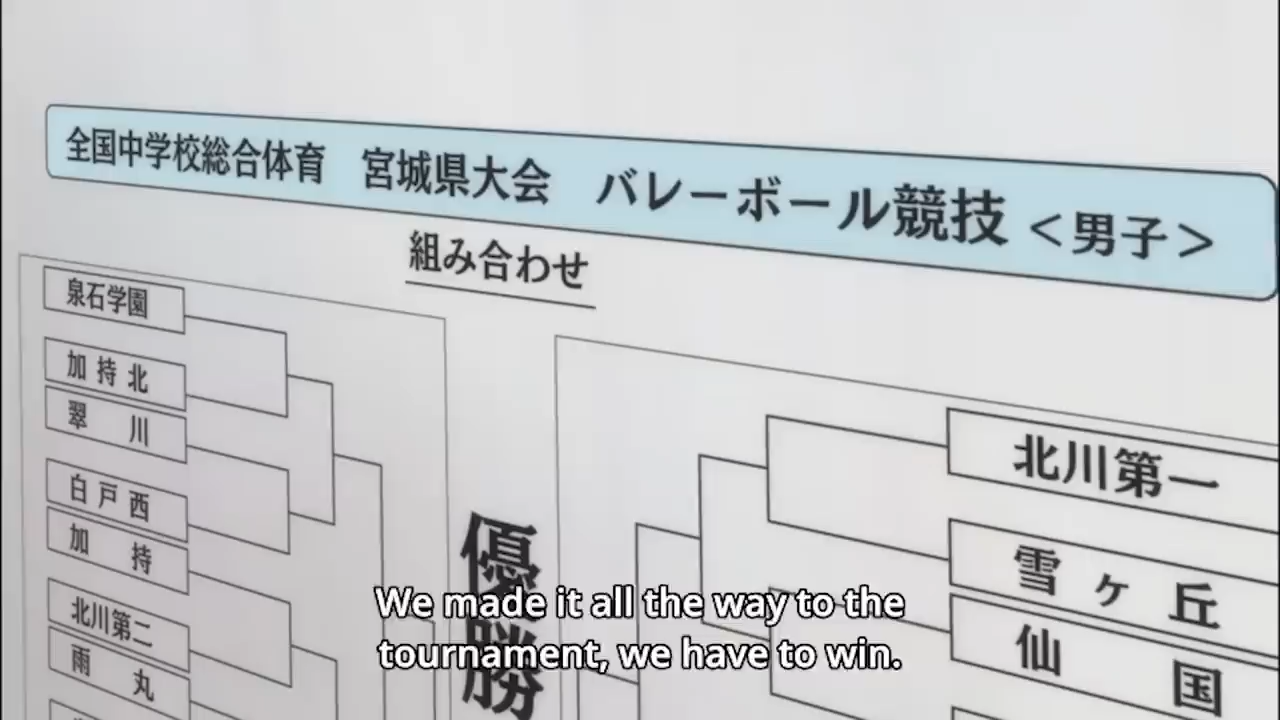 全国中学校総合体育 宮城県大会 バレーボール競技 <男子>
組み合わせ
泉石学園
加持北
翠川
白戸西
加持
北川第二
雨丸
優勝
北川第一
雪ヶ丘
仙国
We made it all the way to the
tournament, we have to win.